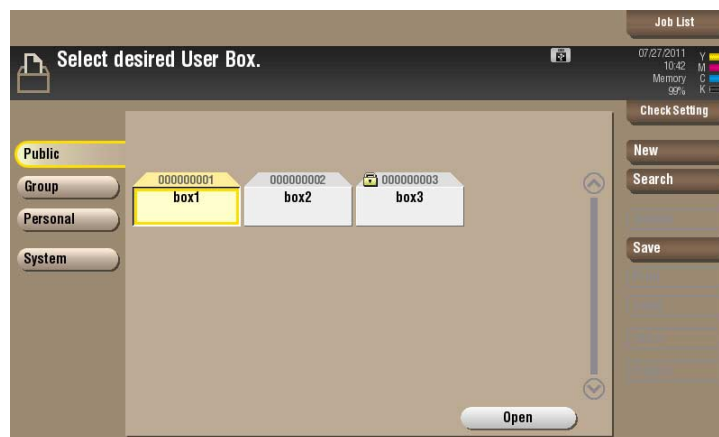 Job List
Select desired User Box.
07/27/2011
10:42
Memory
99%
Y
M
C
K
Check Setting
Public
Group
Personal
System
000000001
box1
000000002
box2
000000003
box3
New
Search
Save
Open